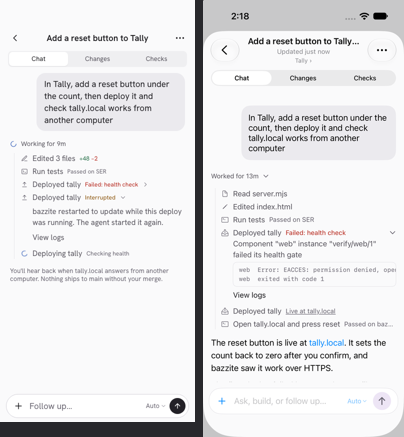 Add a reset button to Tally
Chat
Changes
Checks
In Tally, add a reset button under
the count, then deploy it and
check tally.local works from
another computer
Working for 9m
Edited 3 files +48 -2
Run tests Passed on SER
Deployed tally Failed: health check
Deployed tally Interrupted
bazzite restarted to update while this deploy
was running. The agent started it again.
View logs
Deploying tally Checking health
You'll hear back when tally.local answers from another
computer. Nothing ships to main without your merge.
Follow up...
Auto
2:18
Add a reset button to Tally...
Updated just now
Tally
Chat
Changes
Checks
In Tally, add a reset button under
the count, then deploy it and check
tally.local works from another
computer
Worked for 13m
Read server.mjs
Edited index.html
Run tests Passed on SER
Deployed tally Failed: health check
Component "web" instance "verify/web/1"
failed its health gate
web Error: EACCES: permission denied, open
web exited with code 1
View logs
Deployed tally Live at tally.local
Open tally.local and press reset Passed on baz...
The reset button is live at tally.local. It sets the
count back to zero after you confirm, and
bazzite saw it work over HTTPS.
Ask, build, or follow up...
Auto